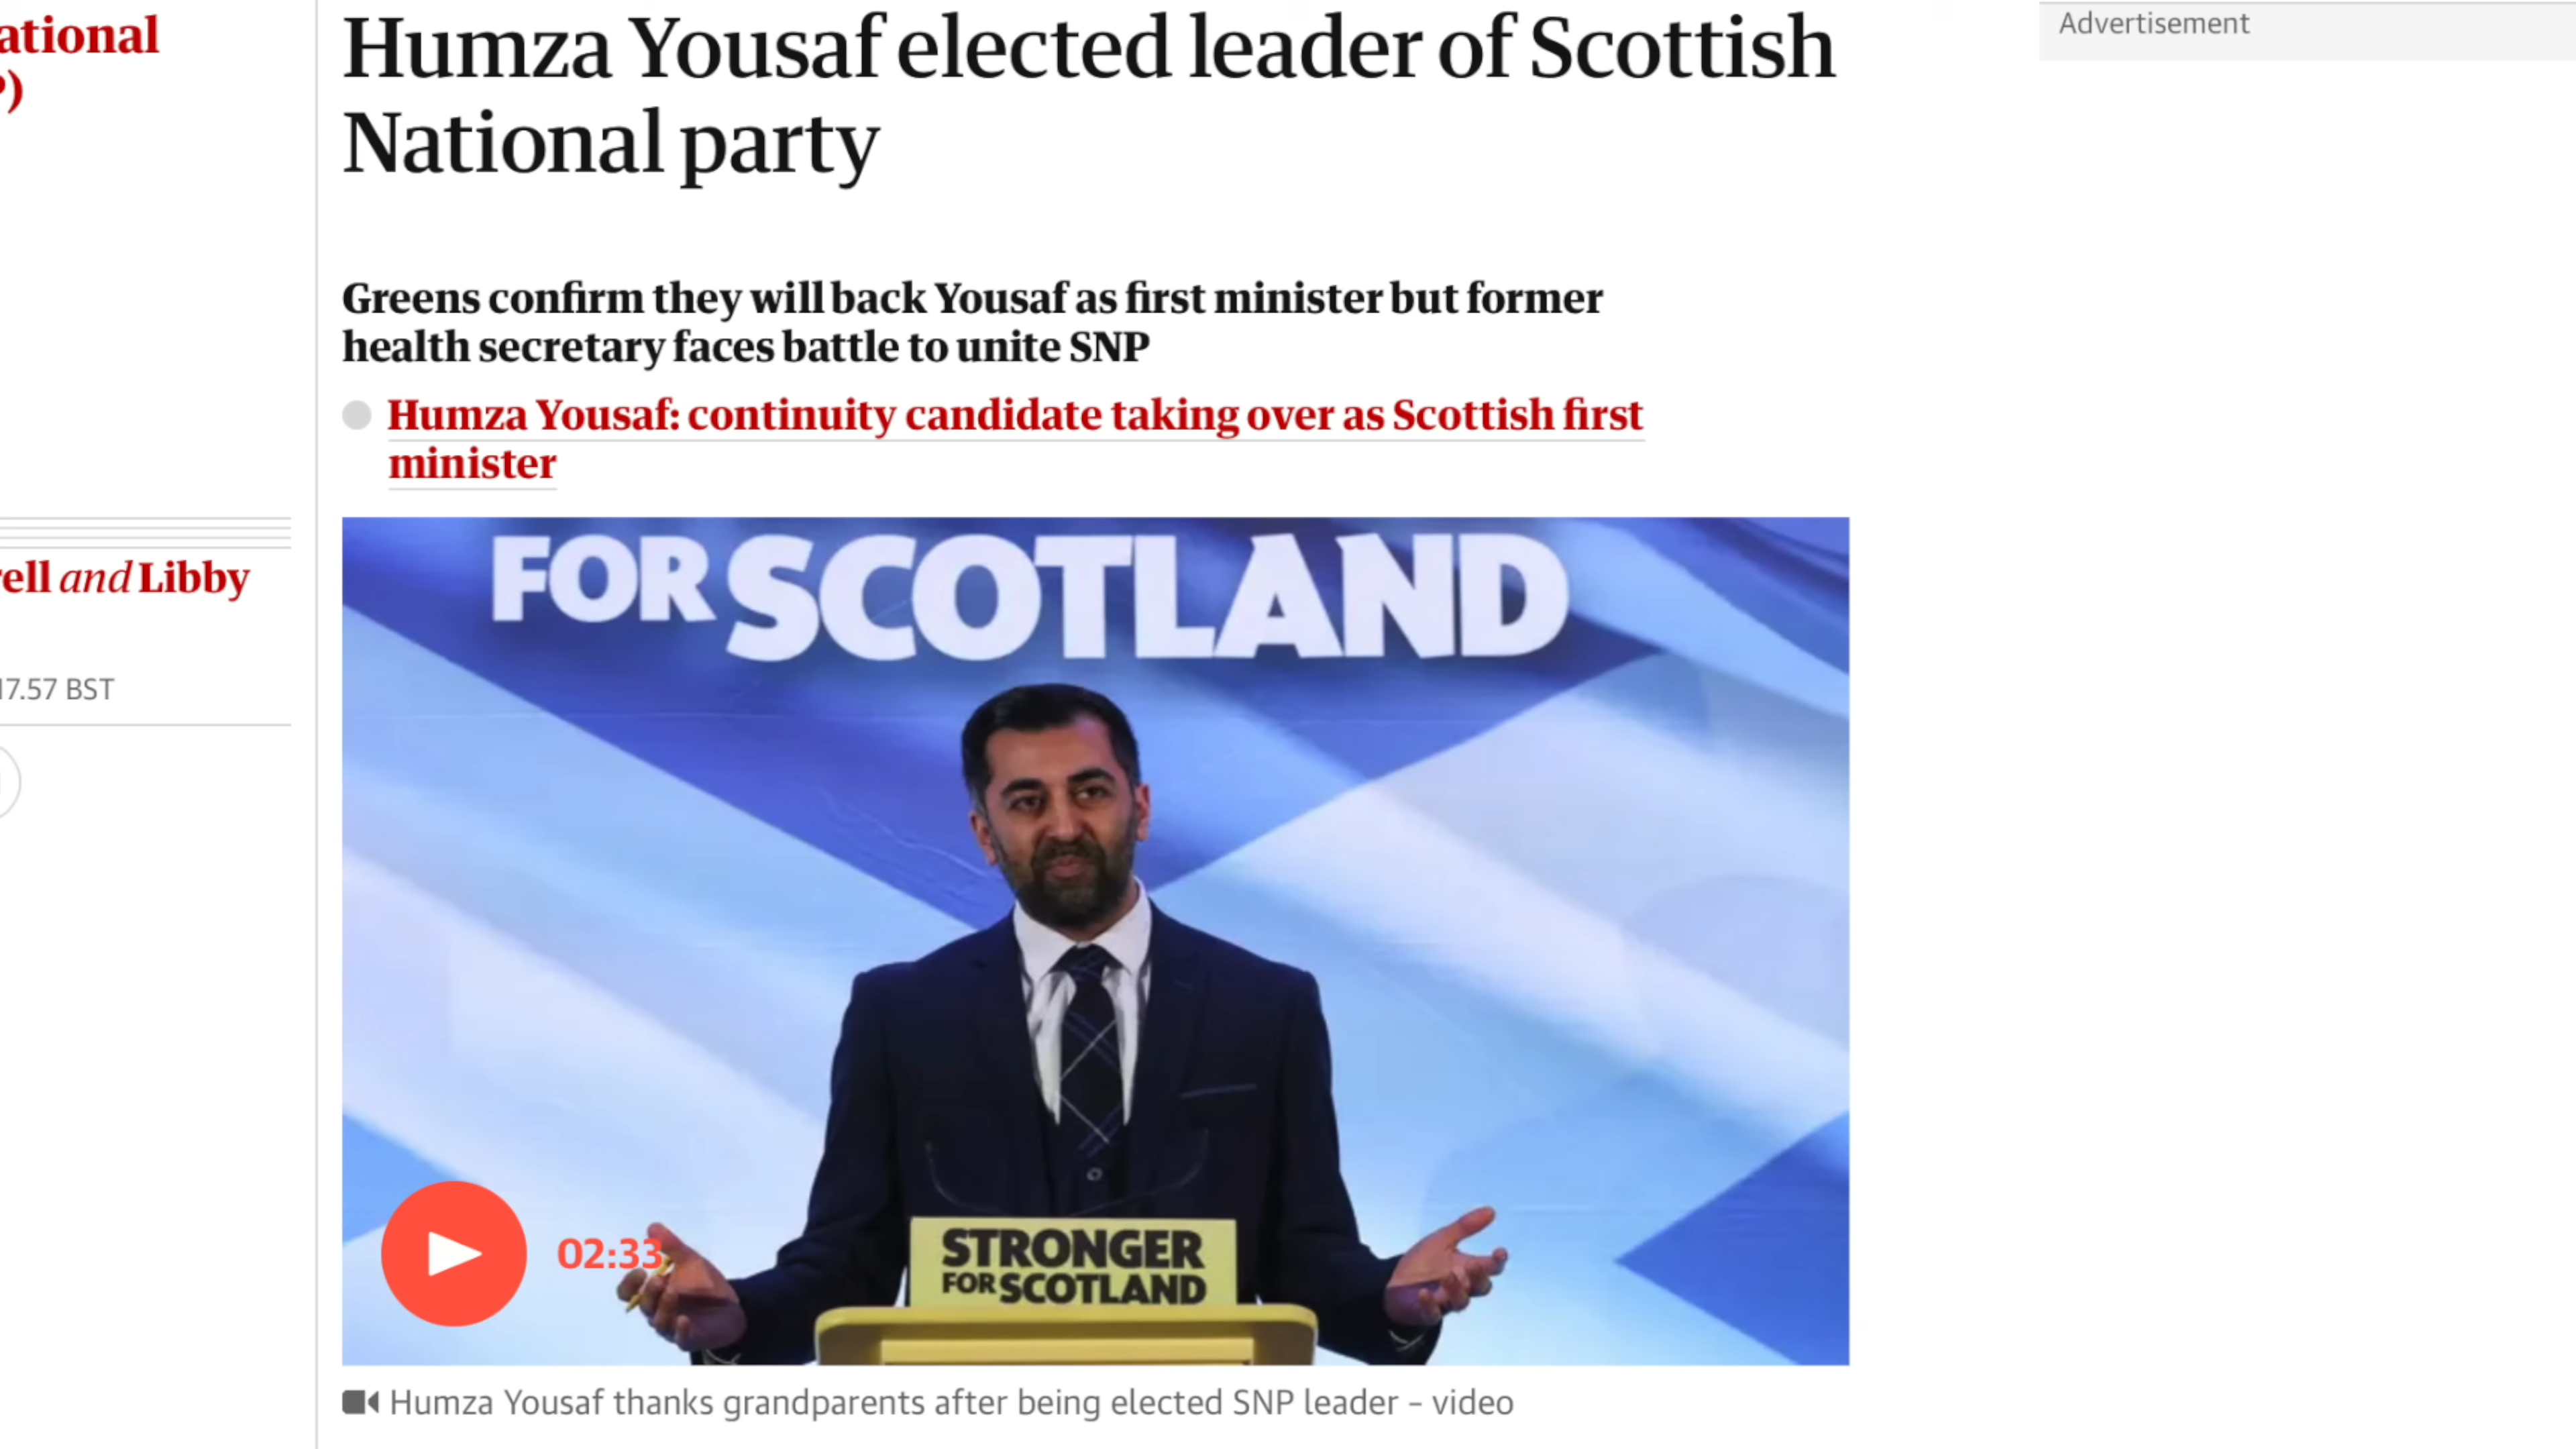 ational
Humza Yousaf elected leader of Scottish
National party
Advertisement
Greens confirm they will back Yousaf as first minister but former
health secretary faces battle to unite SNP
Humza Yousaf: continuity candidate taking over as Scottish first
minister
ell and Libby
17.57 BST
FOR SCOTLAND
STRONGER
FOR SCOTLAND
02:33
Humza Yousaf thanks grandparents after being elected SNP leader – video